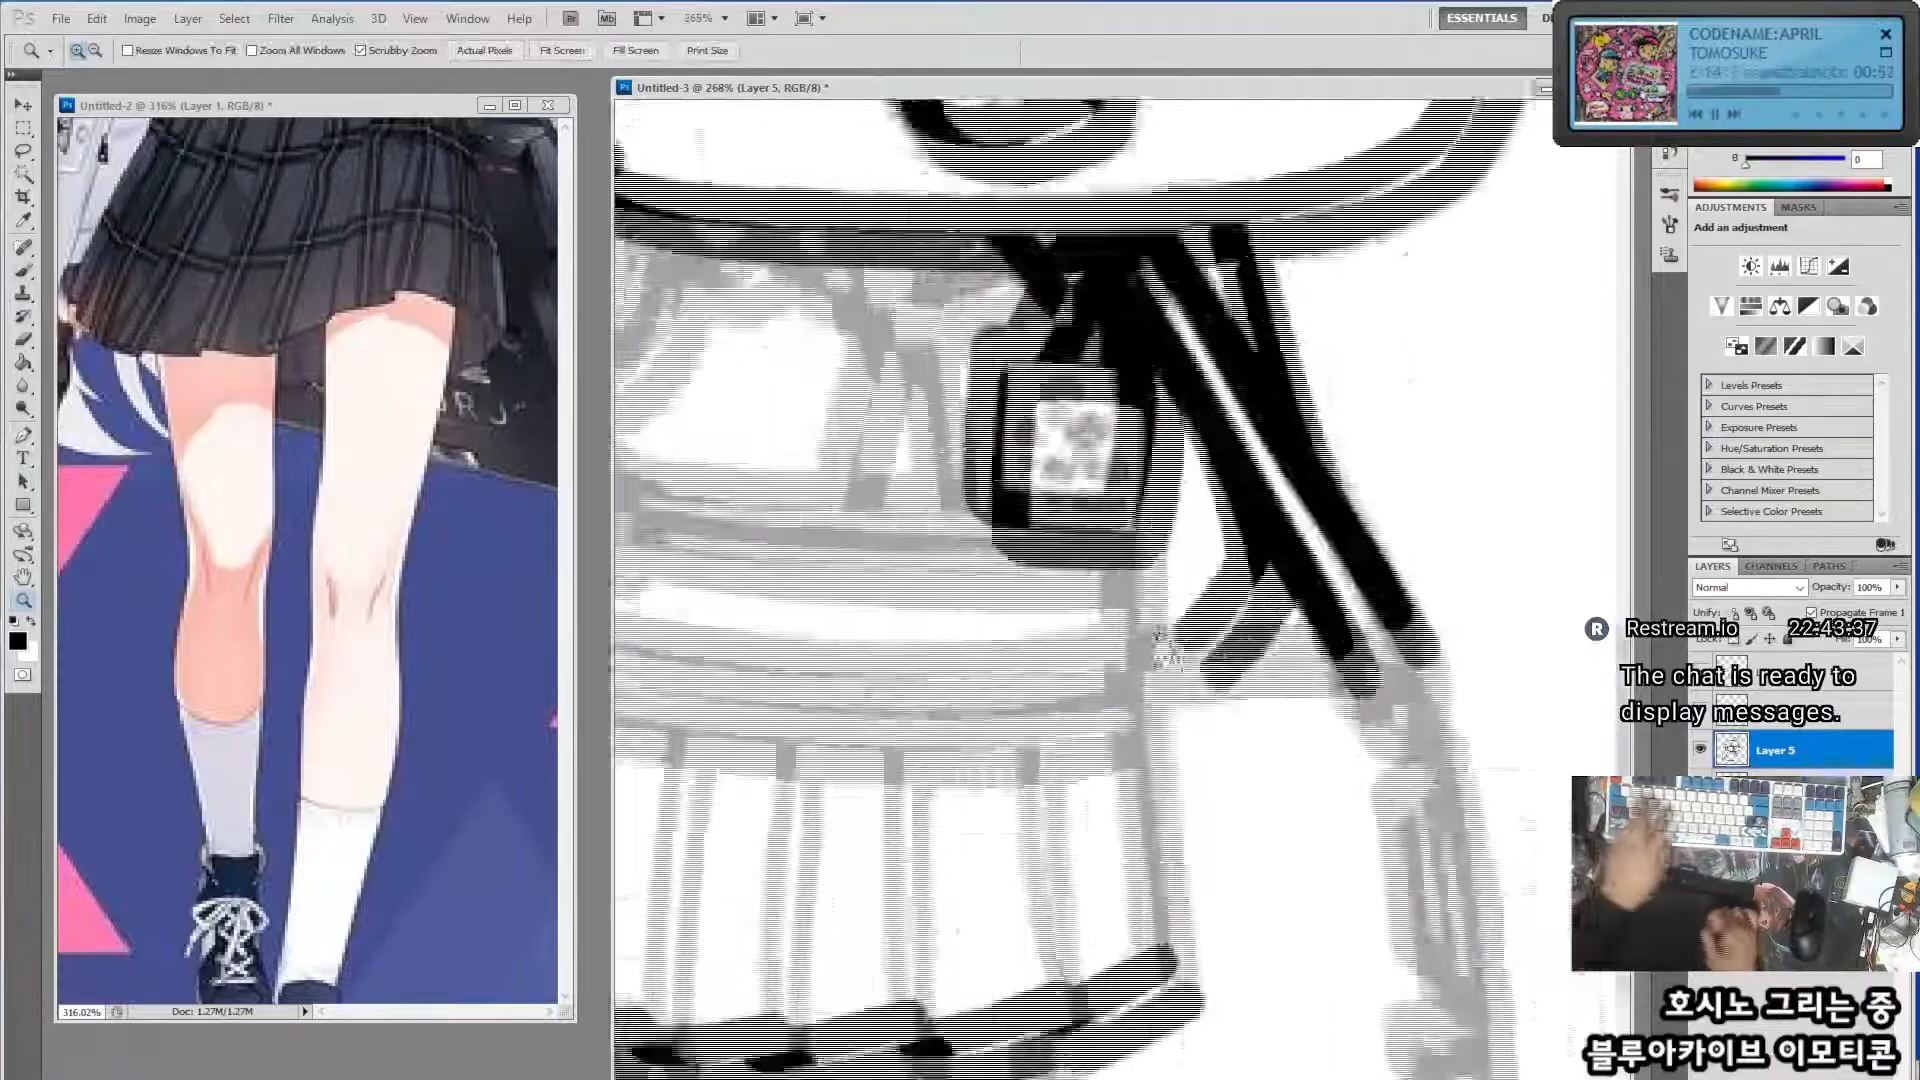 File Edit Image Layer Select Filter Analysis 3D View Window Help Br Mb 265% ESSENTIALS
Resize Windows To Fit Zoom All Windows Scrubby Zoom Actual Pixels Fit Screen Fill Screen Print Size
CODENAME:APRIL
TOMOSUKE
00:52
Untitled-2 @ 316% (Layer 1, RGB/8) *
Untitled-3 @ 268% (Layer 5, RGB/8) *
B 0
ADJUSTMENTS MASKS
Add an adjustment
Levels Presets
Curves Presets
Exposure Presets
Hue/Saturation Presets
Black & White Presets
Channel Mixer Presets
Selective Color Presets
LAYERS CHANNELS PATHS
Normal Opacity: 100%
Unify: Propagate Frame 1
Restream.io 22:43:37
100%
The chat is ready to
display messages.
Layer 5
316.02% Doc: 1.27M/1.27M
호시노 그리는 중
블루아카이브 이모티콘